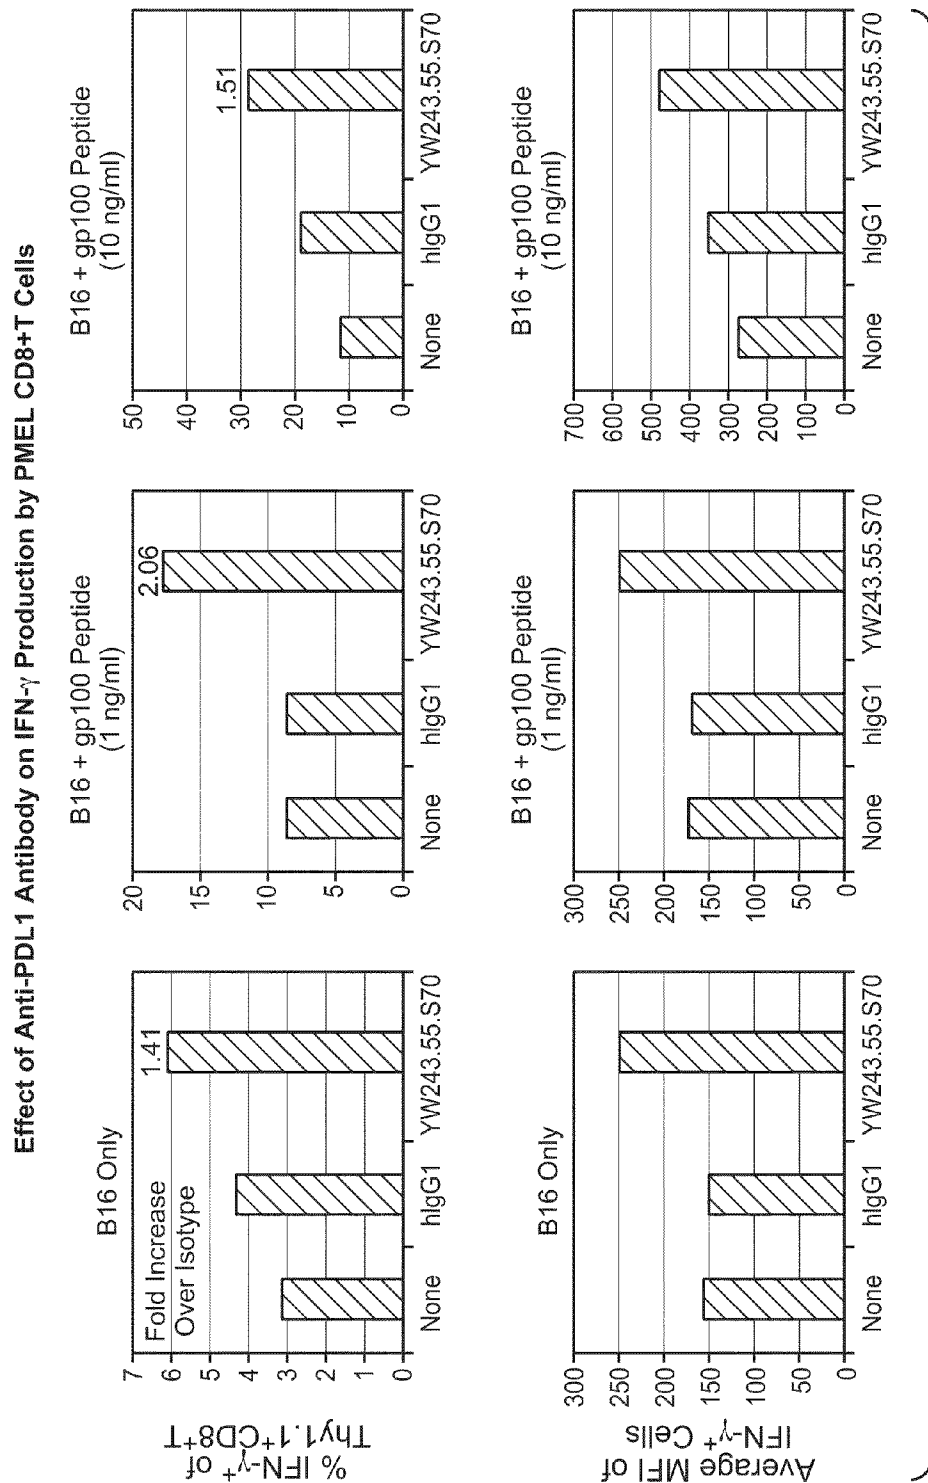 Effect of Anti-PDL1 Antibody on IFN-γ Production by PMEL CD8+T Cells
B16 Only
% IFN-γ+ of
Thy1.1+CD8+T
7
6
5
4
3
2
1
0
Fold Increase
Over Isotype
1.41
None
hIgG1
YW243.55.S70
B16 + gp100 Peptide
(1 ng/ml)
20
15
10
5
0
2.06
None
hIgG1
YW243.55.S70
B16 + gp100 Peptide
(10 ng/ml)
50
40
30
20
10
0
1.51
None
hIgG1
YW243.55.S70
B16 Only
Average MFI of
IFN-γ+ Cells
300
250
200
150
100
50
0
None
hIgG1
YW243.55.S70
B16 + gp100 Peptide
(1 ng/ml)
300
250
200
150
100
50
0
None
hIgG1
YW243.55.S70
B16 + gp100 Peptide
(10 ng/ml)
700
600
500
400
300
200
100
0
None
hIgG1
YW243.55.S70